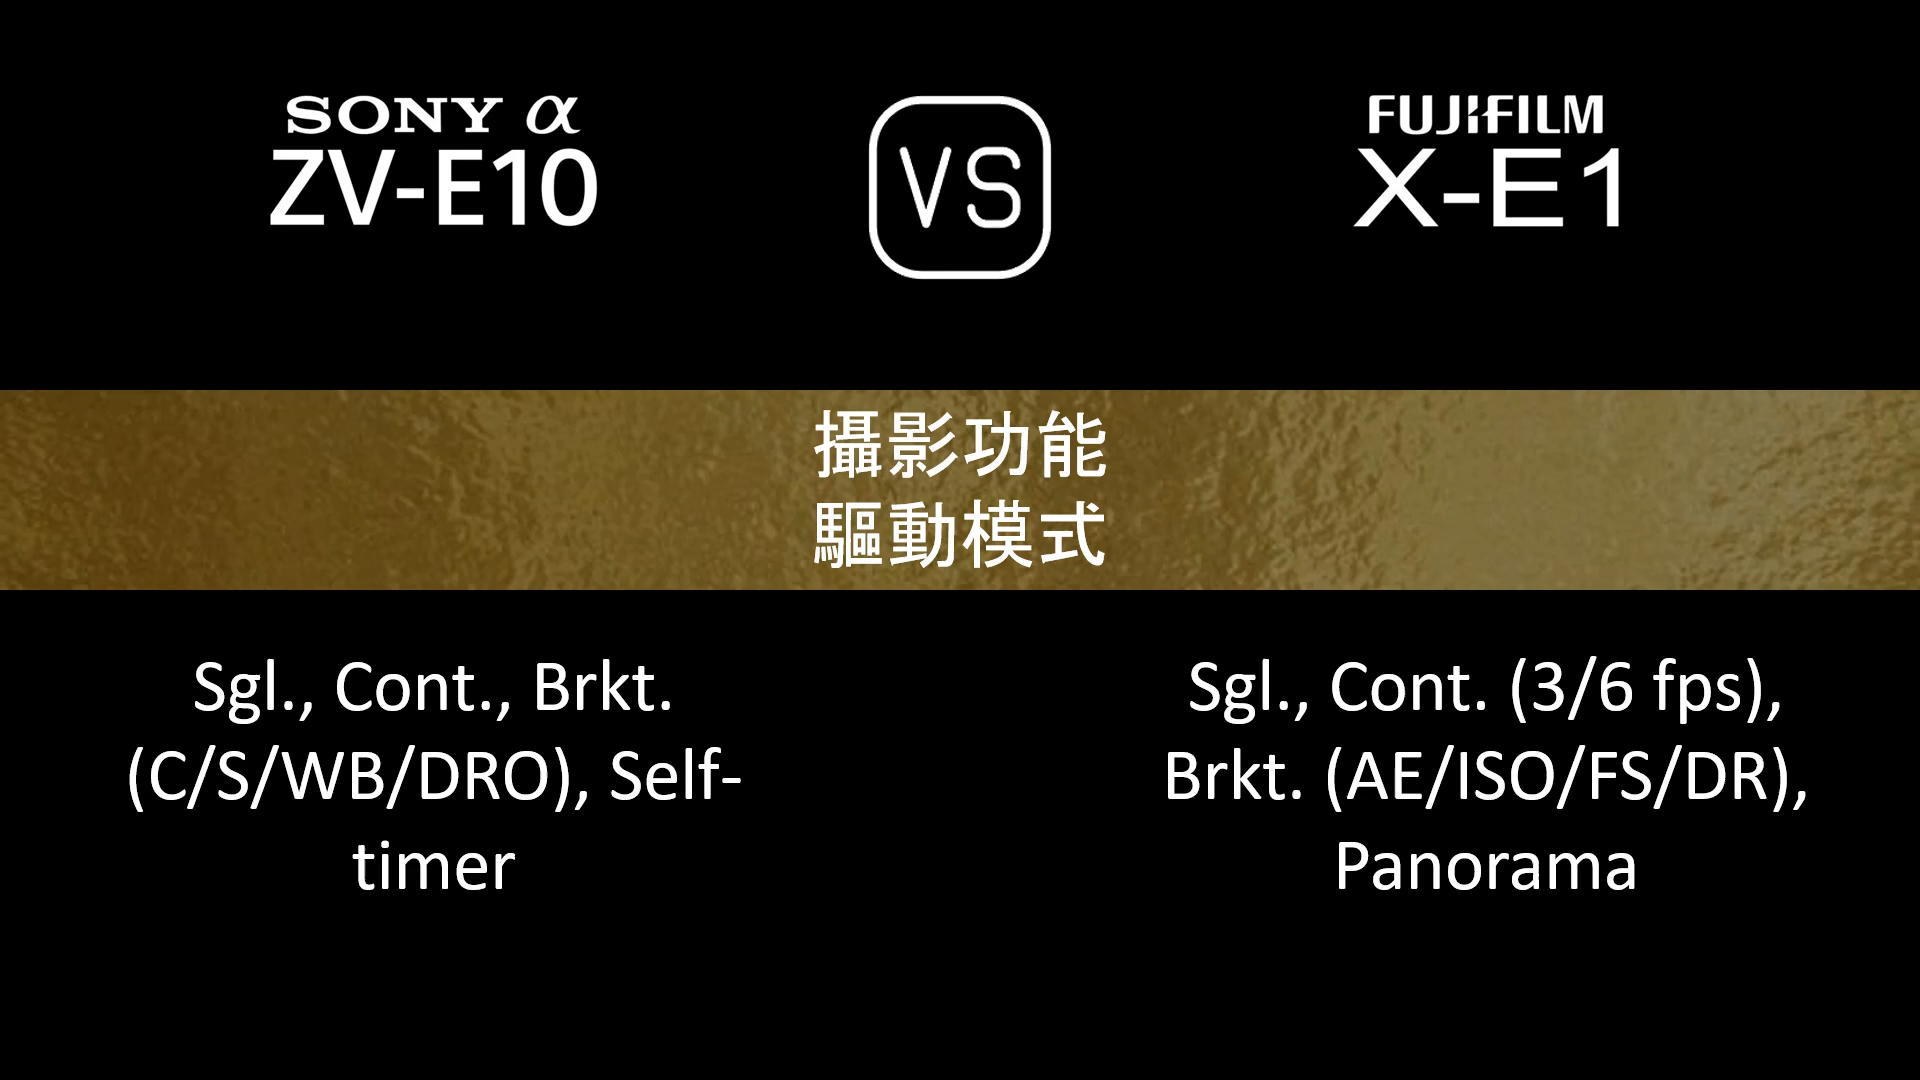 SONY α
ZV-E10
VS
FUJIFILM
X-E1
攝影功能
驅動模式
Sgl., Cont., Brkt.
(C/S/WB/DRO), Self-
timer
Sgl., Cont. (3/6 fps),
Brkt. (AE/ISO/FS/DR),
Panorama